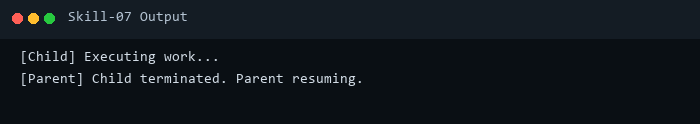 Skill-07 Output
[Child] Executing work...
[Parent] Child terminated. Parent resuming.